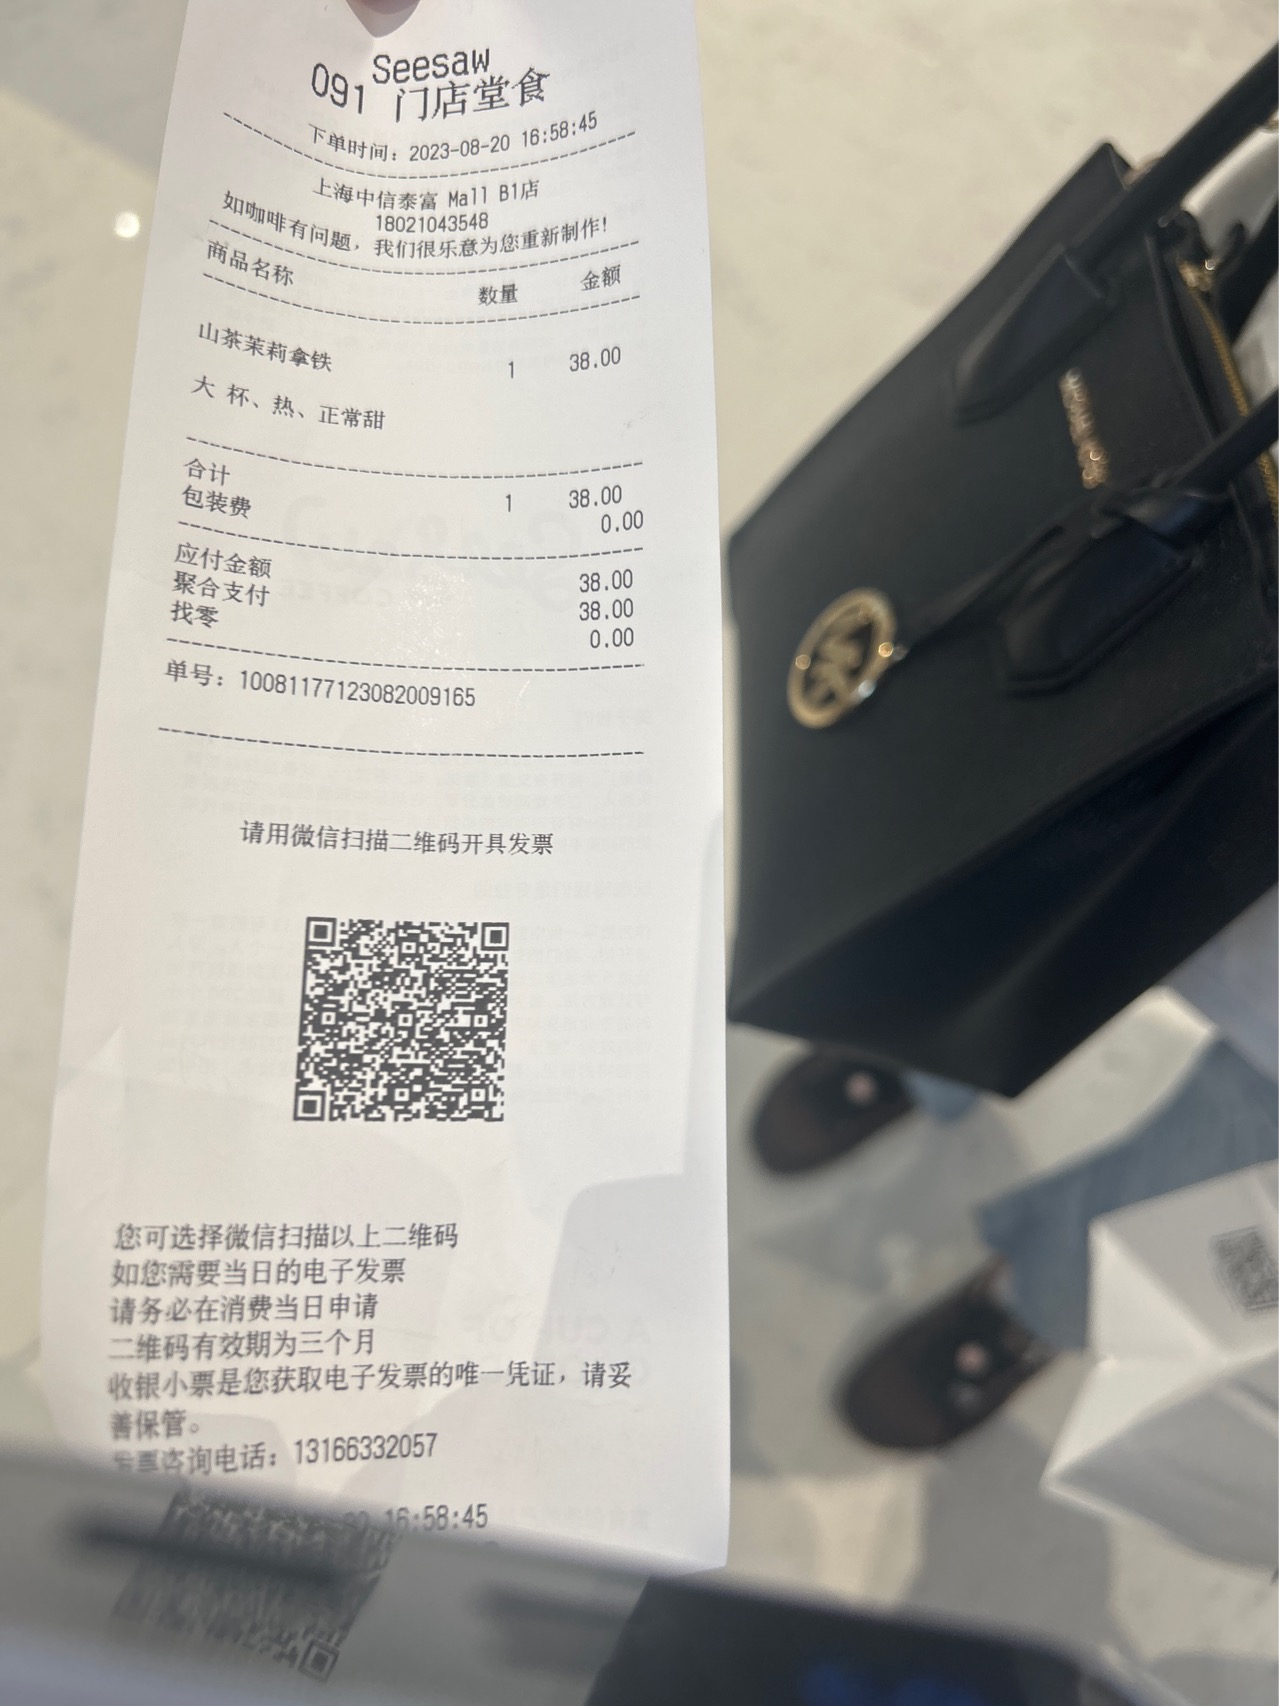 Seesaw
091 门店堂食
下单时间：2023-08-20 16:58:45
上海中信泰富 Mall B1店
18021043548
如咖啡有问题，我们很乐意为您重新制作！
商品名称 数量 金额
山茶茉莉拿铁 1 38.00
大 杯、热、正常甜
合计 1 38.00
包装费 0.00
应付金额 38.00
聚合支付 38.00
找零 0.00
单号：10081177123082009165
请用微信扫描二维码开具发票
您可选择微信扫描以上二维码
如您需要当日的电子发票
请务必在消费当日申请
二维码有效期为三个月
收银小票是您获取电子发票的唯一凭证，请妥
善保管。
发票咨询电话：13166332057
16:58:45